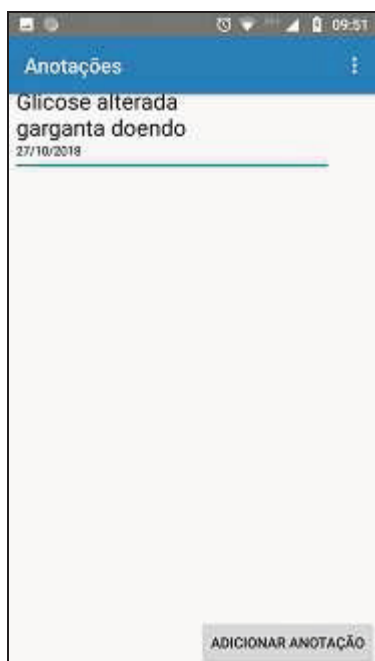 09:51
Anotações
Glicose alterada
garganta doendo
27/10/2018
ADICIONAR ANOTAÇÃO